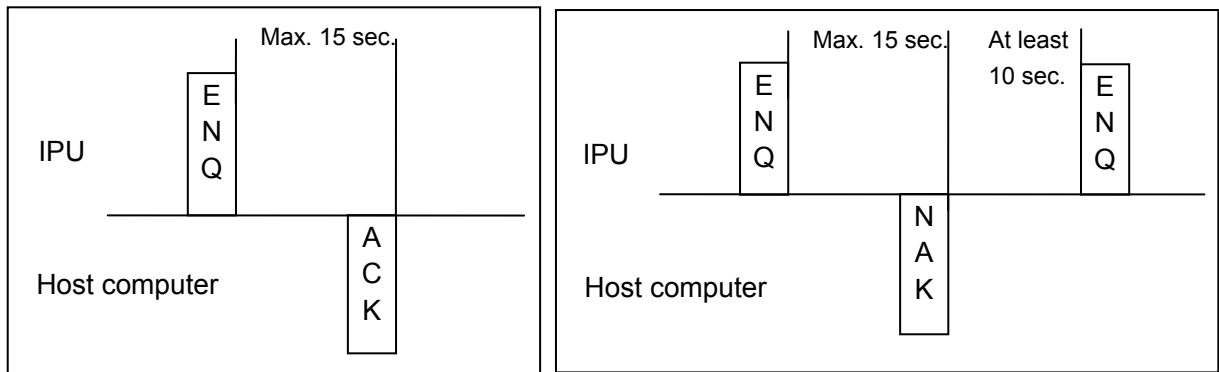 Max. 15 sec.
E
N
Q
IPU
A
C
K
Host computer
Max. 15 sec.
At least
10 sec.
E
N
Q
E
N
Q
IPU
N
A
K
Host computer